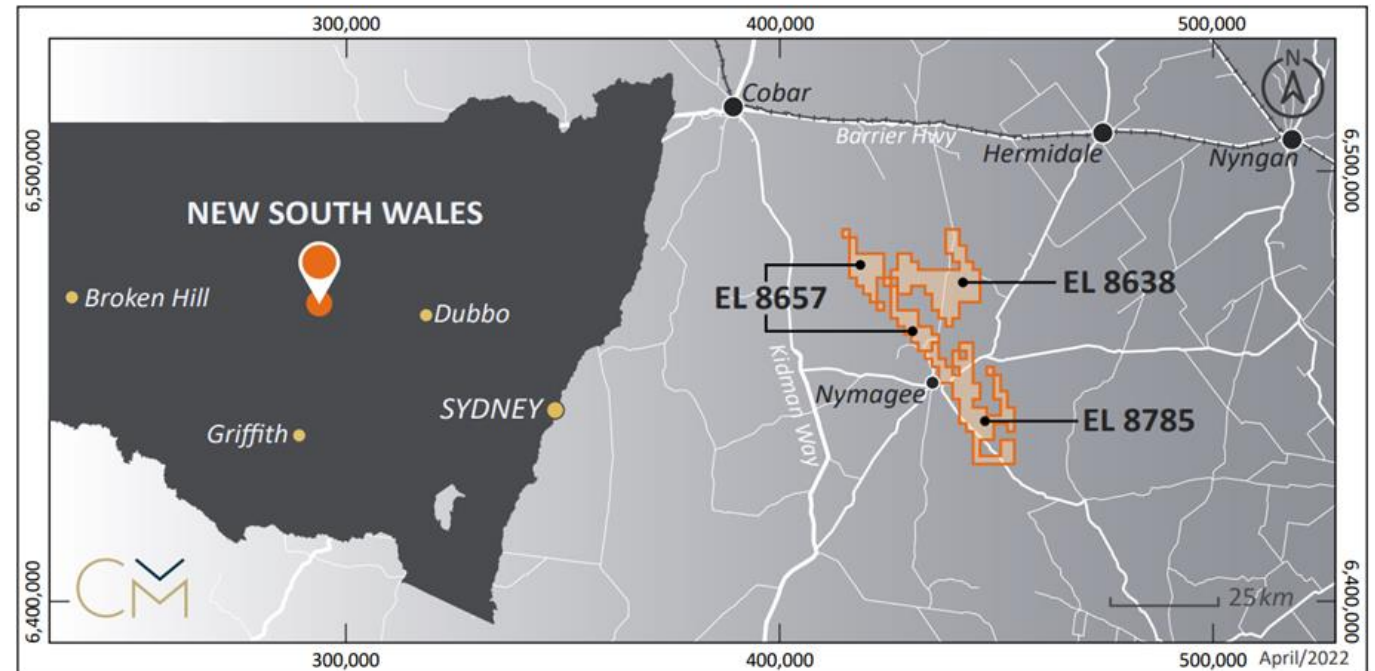 300,000
400,000
500,000
6,500,000
6,500,000
Cobar
Barrier Hwy
Hermidale
Nyngan
N
NEW SOUTH WALES
Broken Hill
Dubbo
EL 8657
EL 8638
Kidman Way
Nymagee
SYDNEY
Griffith
EL 8785
CM
6,400,000
6,400,000
25km
300,000
400,000
500,000
April/2022